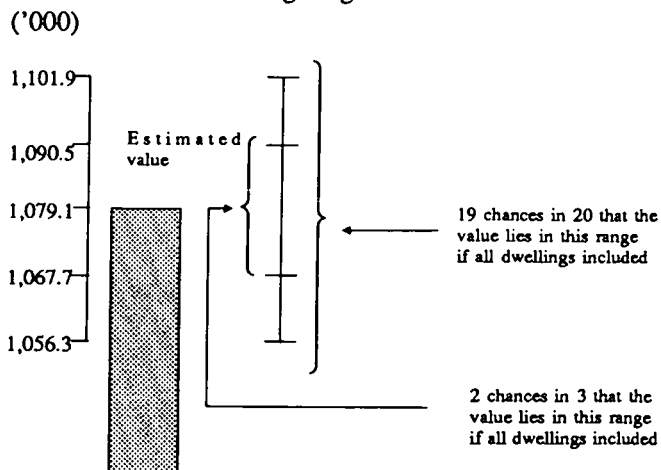 ('000)
1,101.9
1,090.5
1,079.1
1,067.7
1,056.3
Estimated
value
19 chances in 20 that the
value lies in this range
if all dwellings included
2 chances in 3 that the
value lies in this range
if all dwellings included